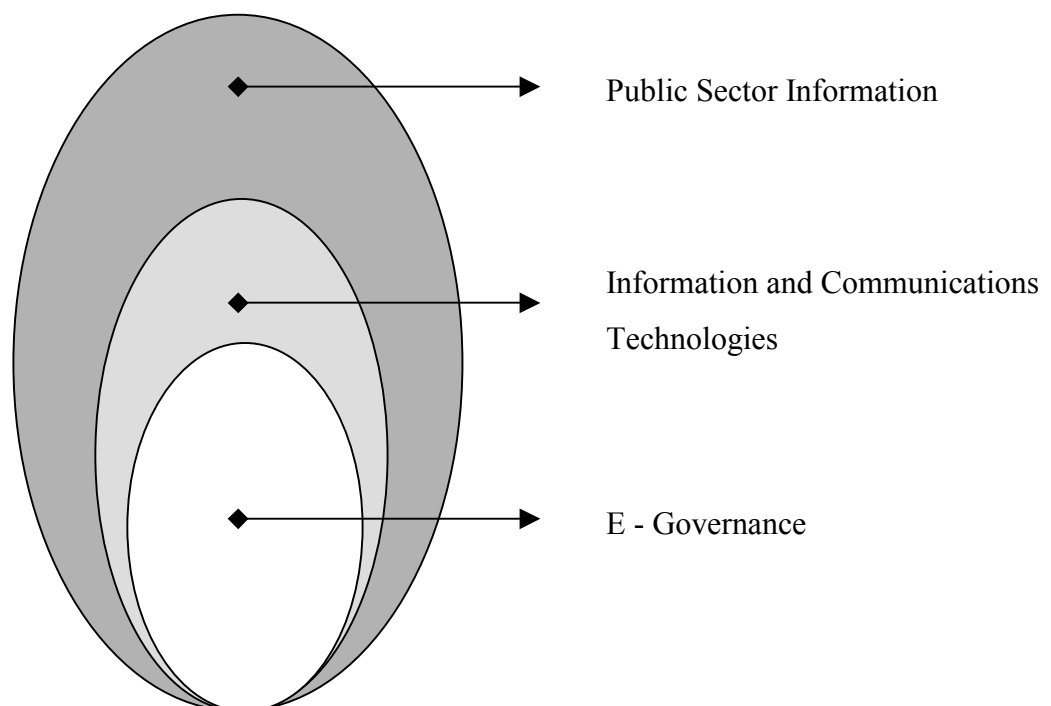 Public Sector Information
Information and Communications
Technologies
E - Governance